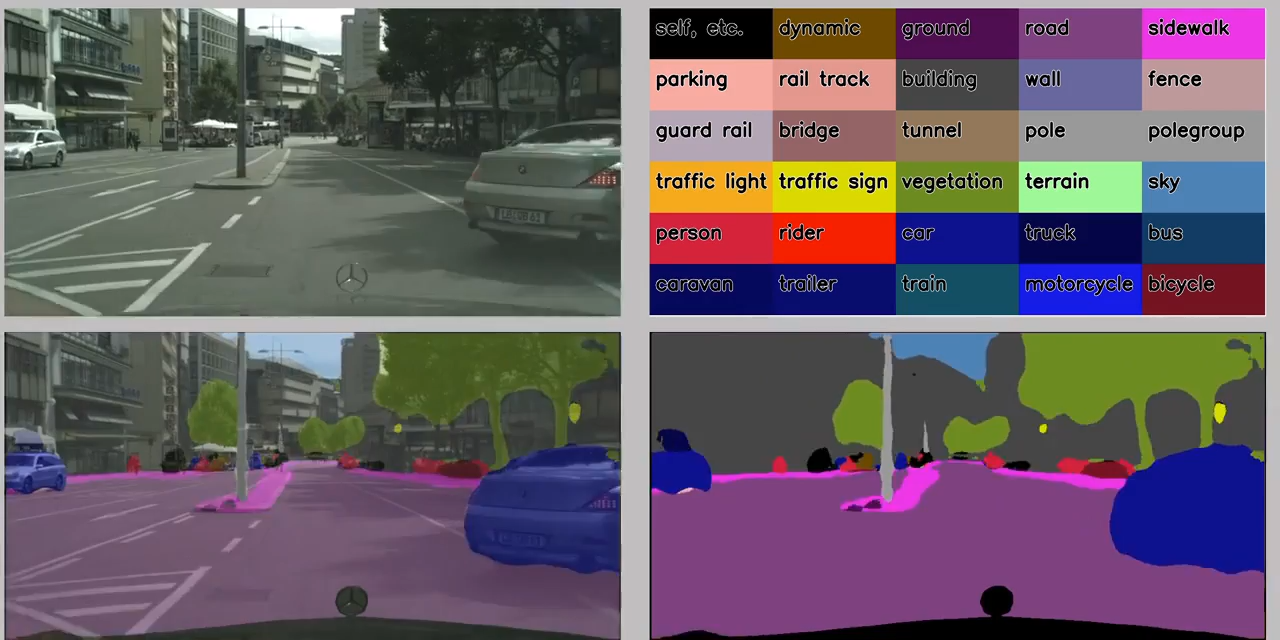 self, etc. dynamic ground road sidewalk
parking rail track building wall fence
guard rail bridge tunnel pole polegroup
traffic light traffic sign vegetation terrain sky
person rider car truck bus
caravan trailer train motorcycle bicycle